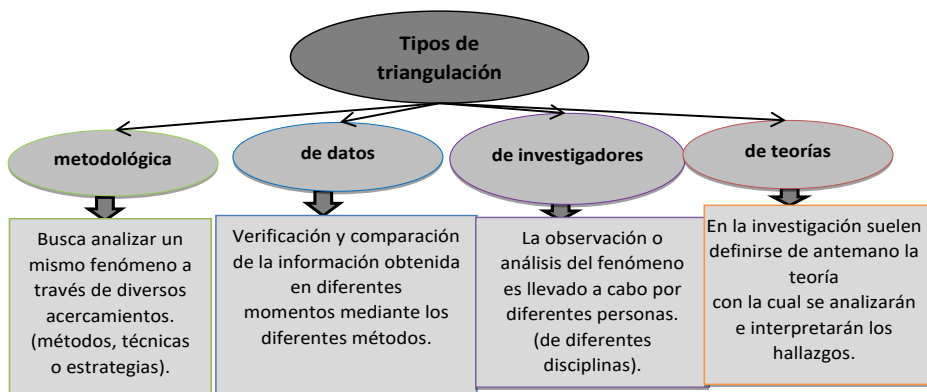 Tipos de
triangulación
metodológica
de datos
de investigadores
de teorías
Busca analizar un
mismo fenómeno a
través de diversos
acercamientos.
(métodos, técnicas
o estrategias).
Verificación y comparación
de la información obtenida
en diferentes
momentos mediante los
diferentes métodos.
La observación o
análisis del fenómeno
es llevado a cabo por
diferentes personas.
(de diferentes
disciplinas).
En la investigación suelen
definirse de antemano la
teoría
con la cual se analizarán
e interpretarán los
hallazgos.